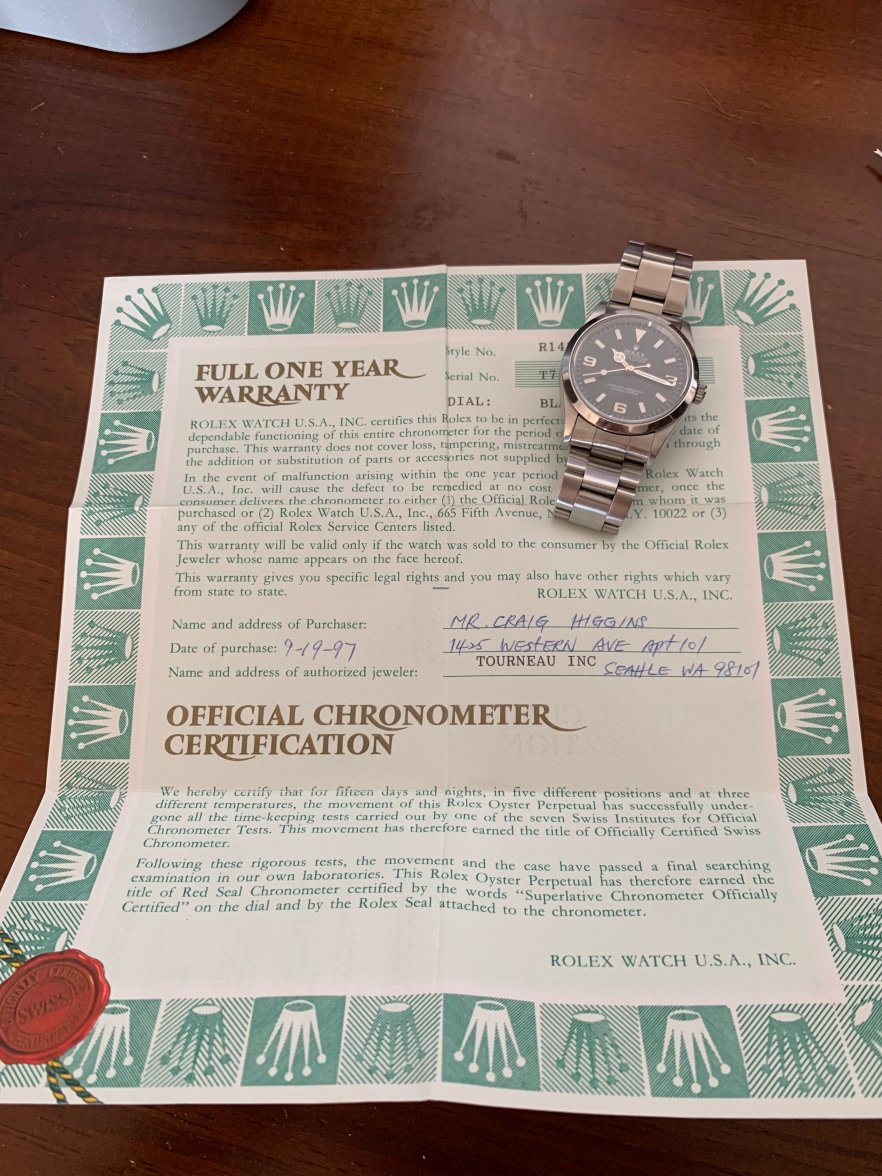 FULL ONE YEAR
WARRANTY
Style No. R14
Serial No. T7
DIAL: BL
ROLEX WATCH U.S.A., INC. certifies this Rolex to be in perfect its the
dependable functioning of this entire chronometer for the period date of
purchase. This warranty does not cover loss, tampering, mistreatm through
the addition or substitution of parts or accessories not supplied by
In the event of malfunction arising within the one year period Rolex Watch
U.S.A., Inc. will cause the defect to be remedied at no cost mer, once the
consumer delivers the chronometer to either (1) the Official Role m whom it was
purchased or (2) Rolex Watch U.S.A., Inc., 665 Fifth Avenue, N .Y. 10022 or (3)
any of the official Rolex Service Centers listed.
This warranty will be valid only if the watch was sold to the consumer by the Official Rolex
Jeweler whose name appears on the face hereof.
This warranty gives you specific legal rights and you may also have other rights which vary
from state to state.
ROLEX WATCH U.S.A., INC.
Name and address of Purchaser: MR. CRAIG HIGGINS
Date of purchase: 9-19-97 1425 WESTERN AVE Apt 101
Name and address of authorized jeweler: TOURNEAU INC SEAttLE WA 98101
OFFICIAL CHRONOMETER
CERTIFICATION
We hereby certify that for fifteen days and nights, in five different positions and at three
different temperatures, the movement of this Rolex Oyster Perpetual has successfully under-
gone all the time-keeping tests carried out by one of the seven Swiss Institutes for Official
Chronometer Tests. This movement has therefore earned the title of Officially Certified Swiss
Chronometer.
Following these rigorous tests, the movement and the case have passed a final searching
examination in our own laboratories. This Rolex Oyster Perpetual has therefore earned the
title of Red Seal Chronometer certified by the words "Superlative Chronometer Officially
Certified" on the dial and by the Rolex Seal attached to the chronometer.
ROLEX WATCH U.S.A., INC.
ROLEX
9
3
6
SWISS